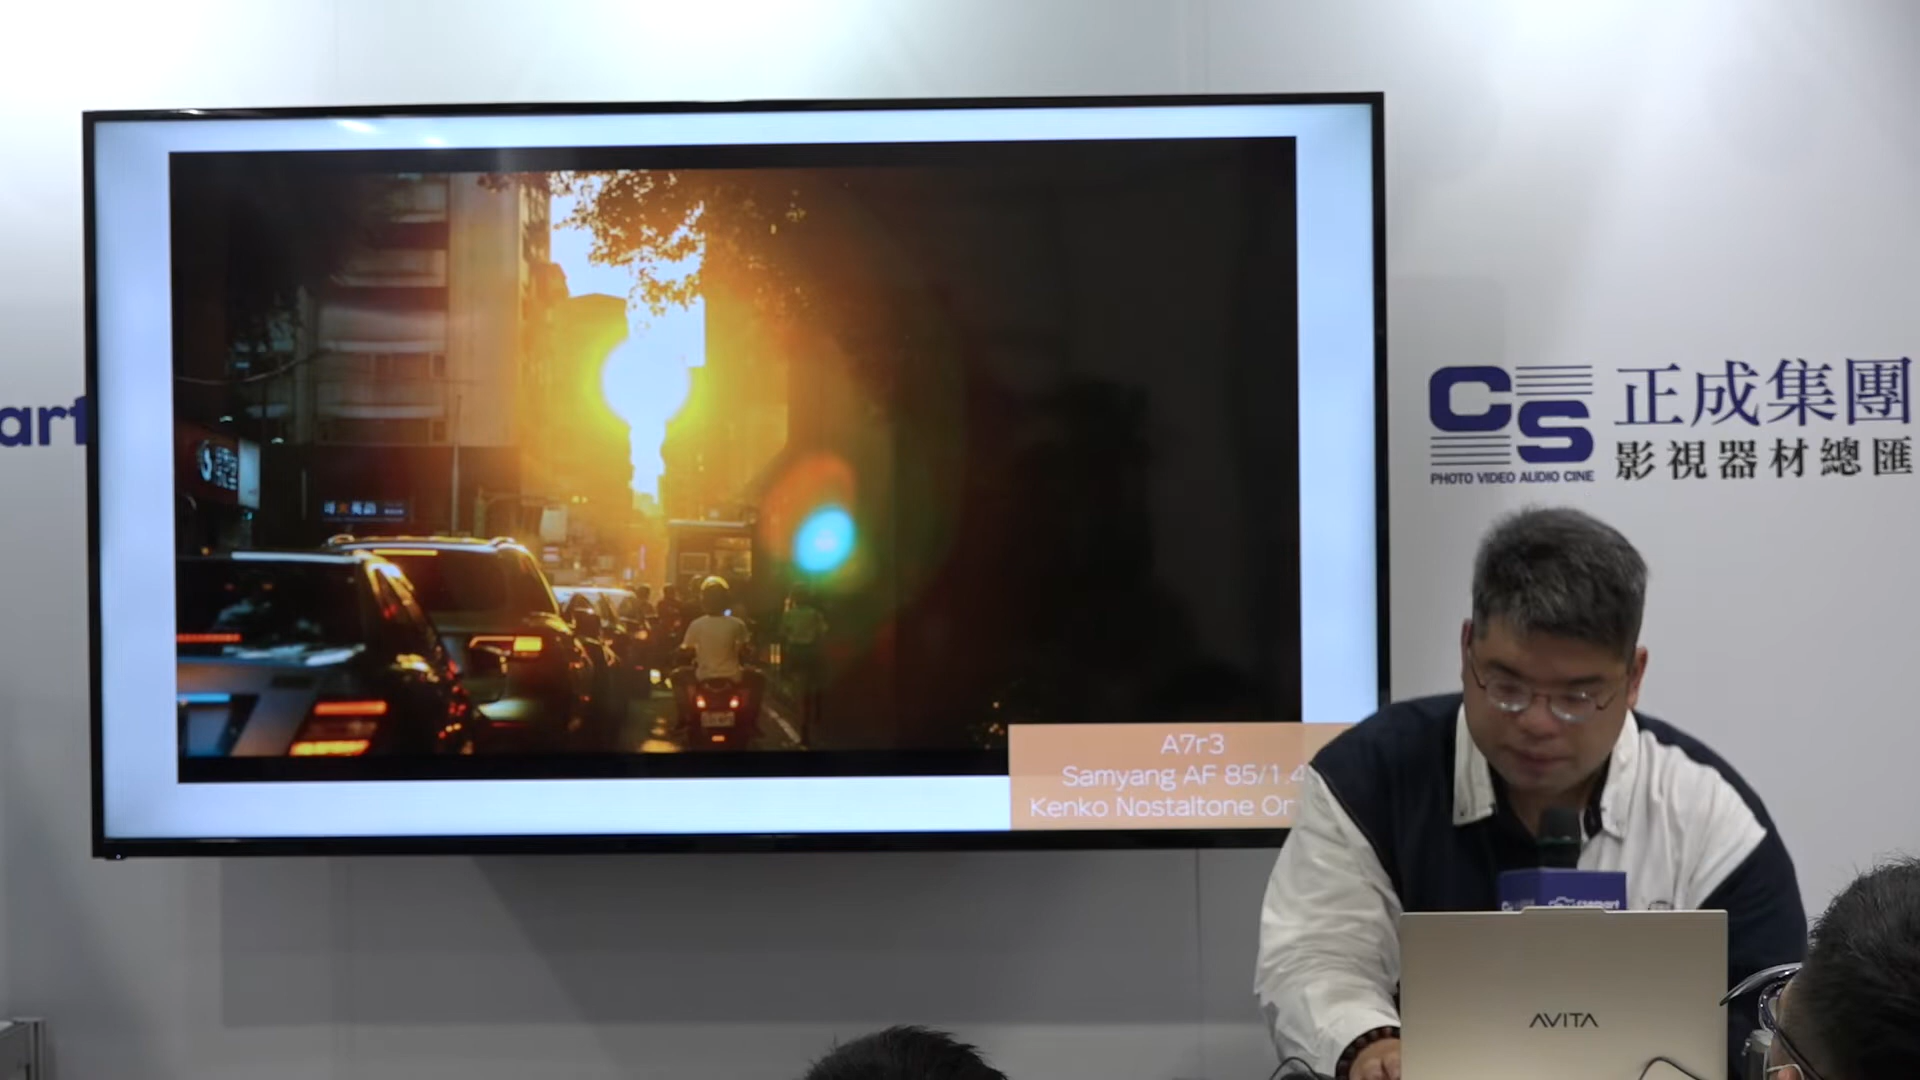 art
A7r3
Samyang AF 85/1.4
Kenko Nostaltone Or
CS
PHOTO VIDEO AUDIO CINE
正成集團
影視器材總匯
AVITA